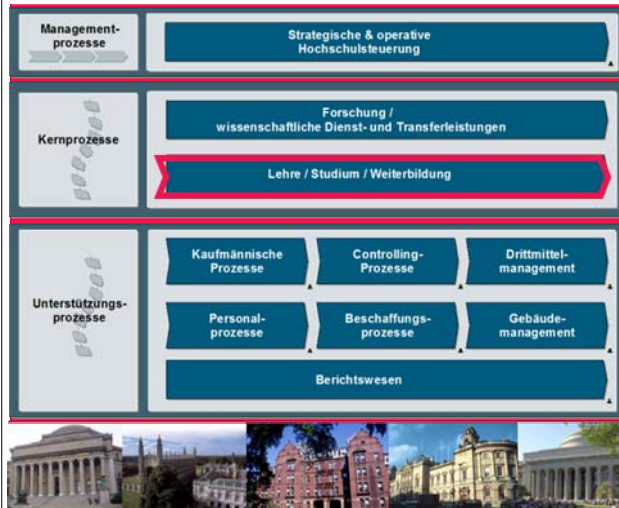 Management-
prozesse
Strategische & operative
Hochschulsteuerung
Kernprozesse
Forschung /
wissenschaftliche Dienst- und Transferleistungen
Lehre / Studium / Weiterbildung
Unterstützungs-
prozesse
Kaufmännische
Prozesse
Controlling-
Prozesse
Drittmittel-
management
Personal-
prozesse
Beschaffungs-
prozesse
Gebäude-
management
Berichtswesen